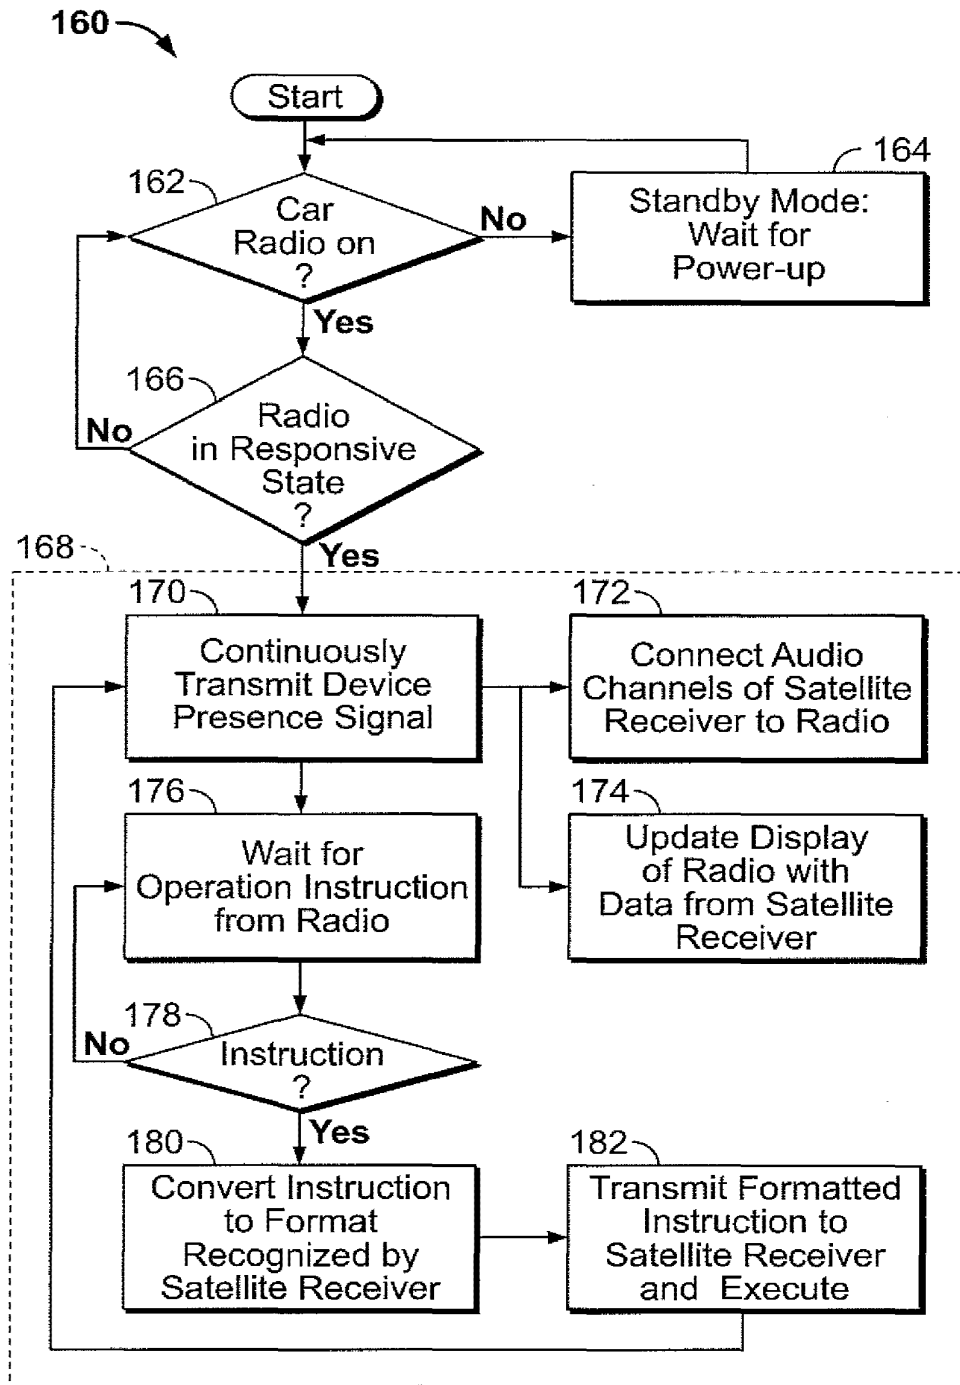 160
Start
162
Car
Radio on
?
No
164
Standby Mode:
Wait for
Power-up
Yes
166
Radio
in Responsive
State
?
No
Yes
168
170
Continuously
Transmit Device
Presence Signal
172
Connect Audio
Channels of Satellite
Receiver to Radio
176
Wait for
Operation Instruction
from Radio
174
Update Display
of Radio with
Data from Satellite
Receiver
178
Instruction
?
No
Yes
180
Convert Instruction
to Format
Recognized by
Satellite Receiver
182
Transmit Formatted
Instruction to
Satellite Receiver
and Execute